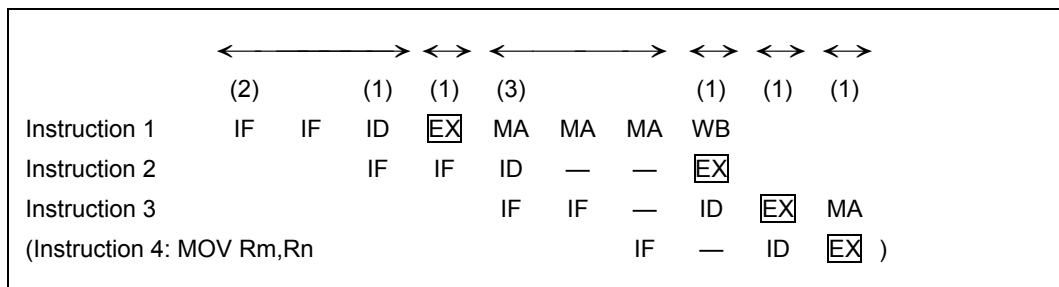 (2) (1) (1) (3) (1) (1) (1)
Instruction 1 IF IF ID EX MA MA MA WB
Instruction 2 IF IF ID — — EX
Instruction 3 IF IF — ID EX MA
(Instruction 4: MOV Rm,Rn IF — ID EX )